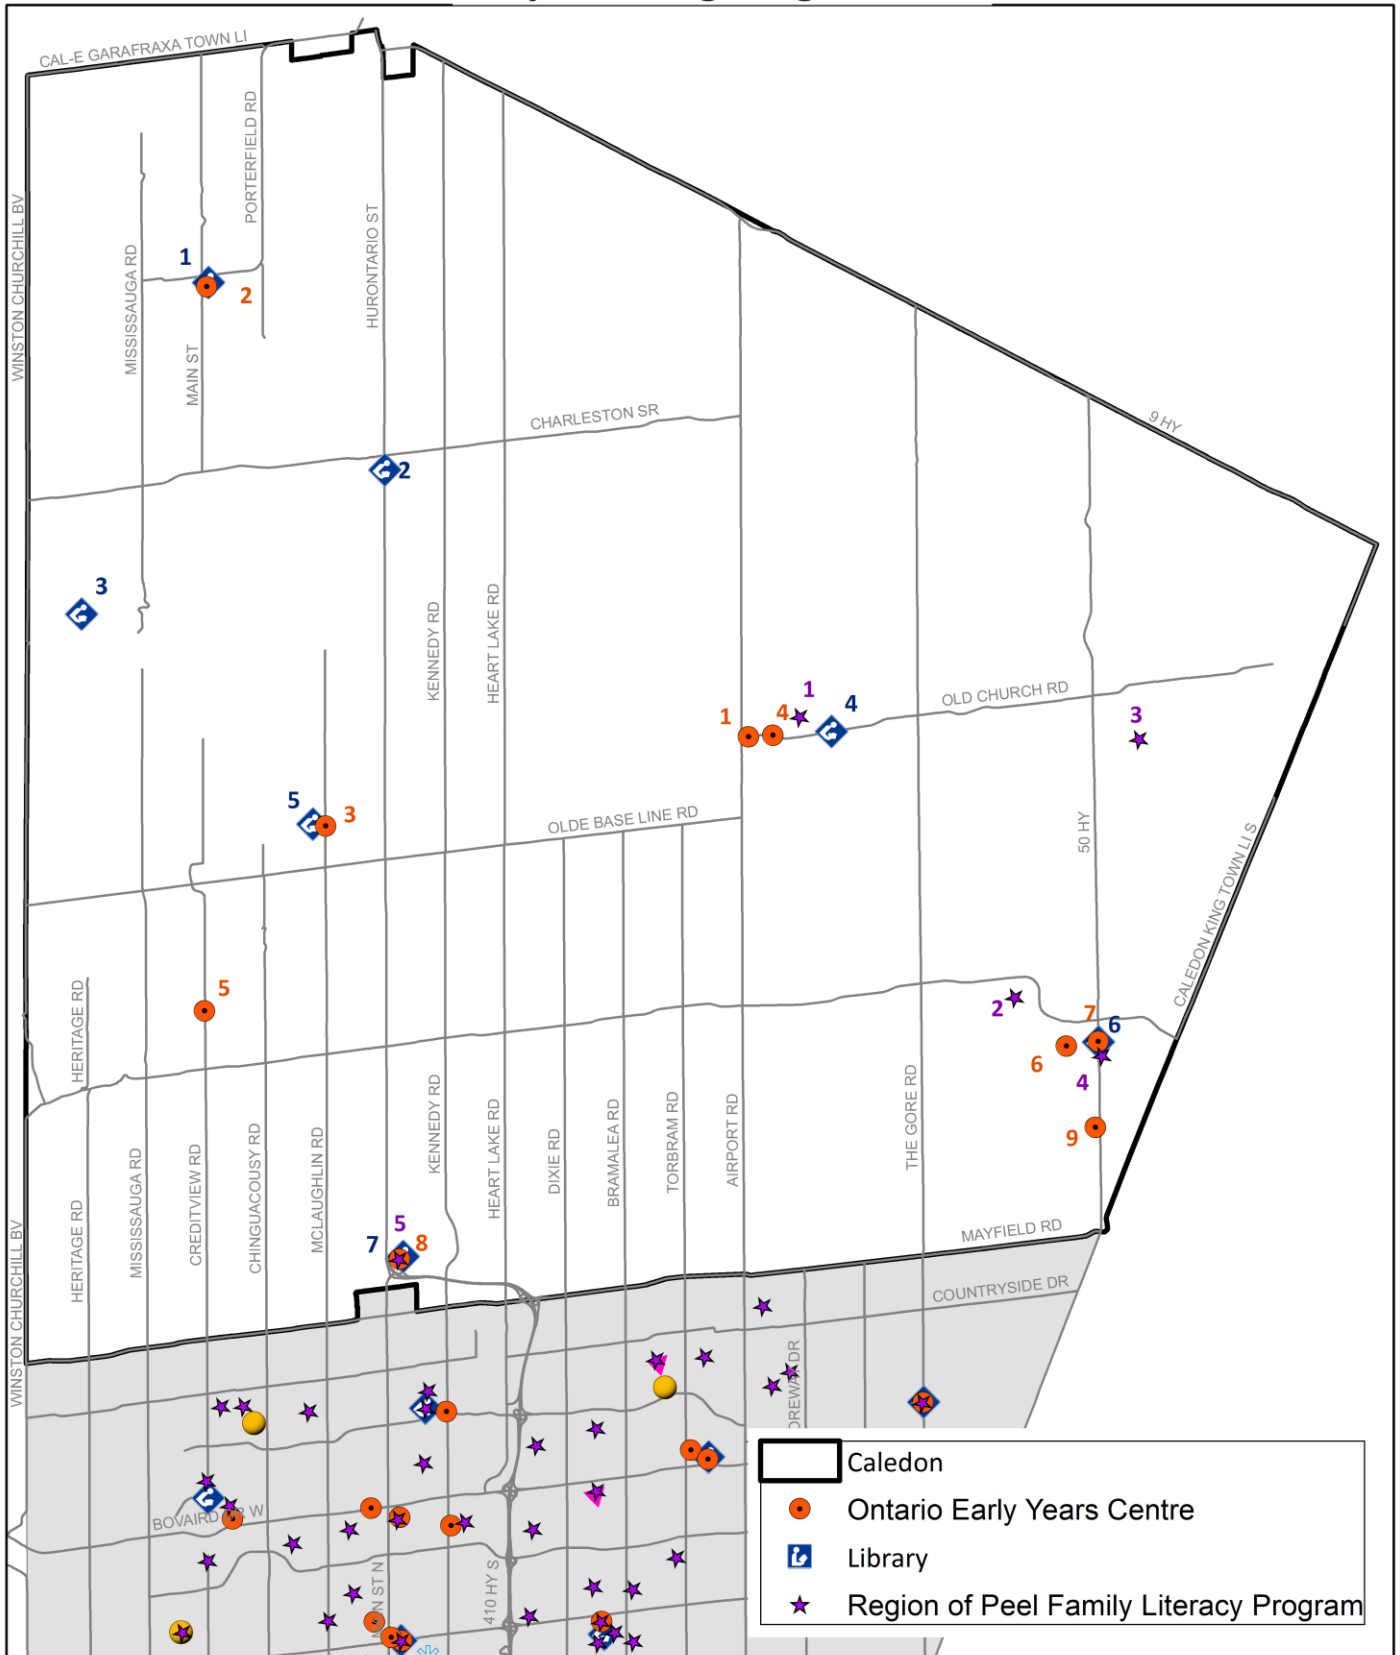 CAL-E GARAFRAXA TOWN LI
PORTERFIELD RD
WINSTON CHURCHILL BV
MISSISSAUGA RD
HURONTARIO ST
1
2
MAIN ST
CHARLESTON SR
9 HY
2
3
KENNEDY RD
HEART LAKE RD
OLD CHURCH RD
1
1
4
4
3
5
3
OLDE BASE LINE RD
50 HY
CALEDON KING TOWN LI S
HERITAGE RD
5
2
7
6
6
4
9
KENNEDY RD
HEART LAKE RD
DIXIE RD
BRAMALEA RD
TORBRAM RD
AIRPORT RD
THE GORE RD
HERITAGE RD
MISSISSAUGA RD
CREDITVIEW RD
CHINGUACOUSY RD
MCLAUGHLIN RD
WINSTON CHURCHILL BV
5
7
8
MAYFIELD RD
COUNTRYSIDE DR
BOVAIRD W
410 HY S
Caledon
Ontario Early Years Centre
Library
Region of Peel Family Literacy Program